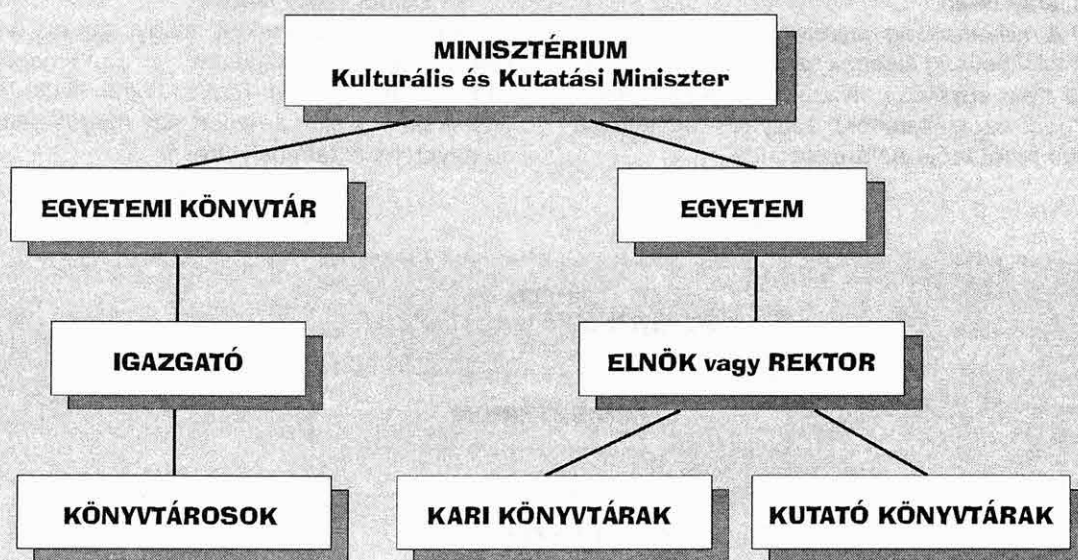 MINISZTÉRIUM
Kulturális és Kutatási Miniszter
EGYETEMI KÖNYVTÁR
EGYETEM
IGAZGATÓ
ELNÖK vagy REKTOR
KÖNYVTÁROSOK
KARI KÖNYVTÁRAK
KUTATÓ KÖNYVTÁRAK